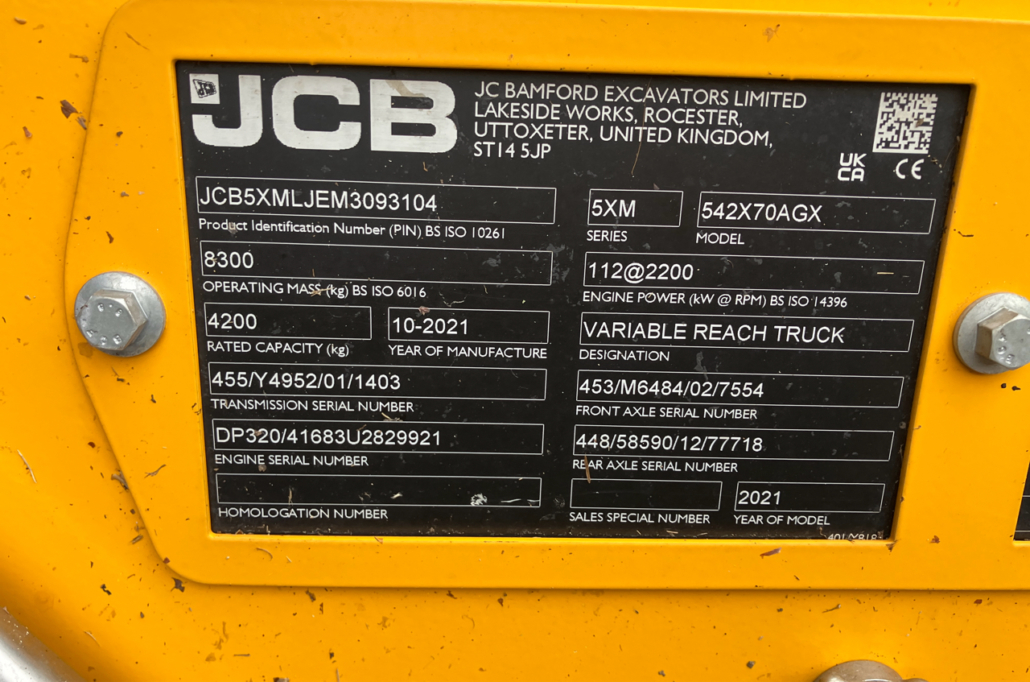 JCB
JC BAMFORD EXCAVATORS LIMITED
LAKESIDE WORKS, ROCESTER,
UTTOXETER, UNITED KINGDOM,
ST14 5JP
UK
CA
CE
JCB5XMLJEM3093104
Product Identification Number (PIN) BS ISO 10261
5XM
SERIES
542X70AGX
MODEL
8300
OPERATING MASS (kg) BS ISO 6016
112@2200
ENGINE POWER (kW @ RPM) BS ISO 14396
4200
RATED CAPACITY (kg)
10-2021
YEAR OF MANUFACTURE
VARIABLE REACH TRUCK
DESIGNATION
455/Y4952/01/1403
TRANSMISSION SERIAL NUMBER
453/M6484/02/7554
FRONT AXLE SERIAL NUMBER
DP320/41683U2829921
ENGINE SERIAL NUMBER
448/58590/12/77718
REAR AXLE SERIAL NUMBER
HOMOLOGATION NUMBER
SALES SPECIAL NUMBER
2021
YEAR OF MODEL